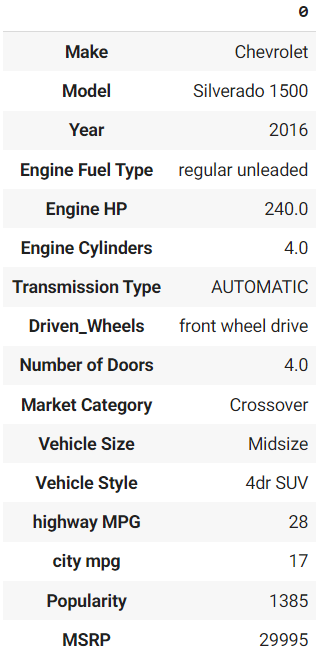 0
Make Chevrolet
Model Silverado 1500
Year 2016
Engine Fuel Type regular unleaded
Engine HP 240.0
Engine Cylinders 4.0
Transmission Type AUTOMATIC
Driven_Wheels front wheel drive
Number of Doors 4.0
Market Category Crossover
Vehicle Size Midsize
Vehicle Style 4dr SUV
highway MPG 28
city mpg 17
Popularity 1385
MSRP 29995